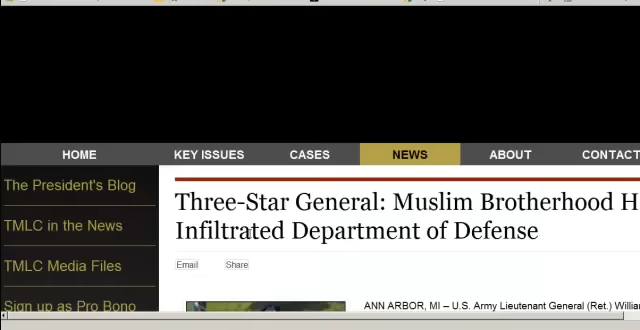 HOME KEY ISSUES CASES NEWS ABOUT CONTACT
The President's Blog
TMLC in the News
TMLC Media Files
Sign up as Pro Bono
Three-Star General: Muslim Brotherhood H
Infiltrated Department of Defense
Email Share
ANN ARBOR, MI – U.S. Army Lieutenant General (Ret.) Willia